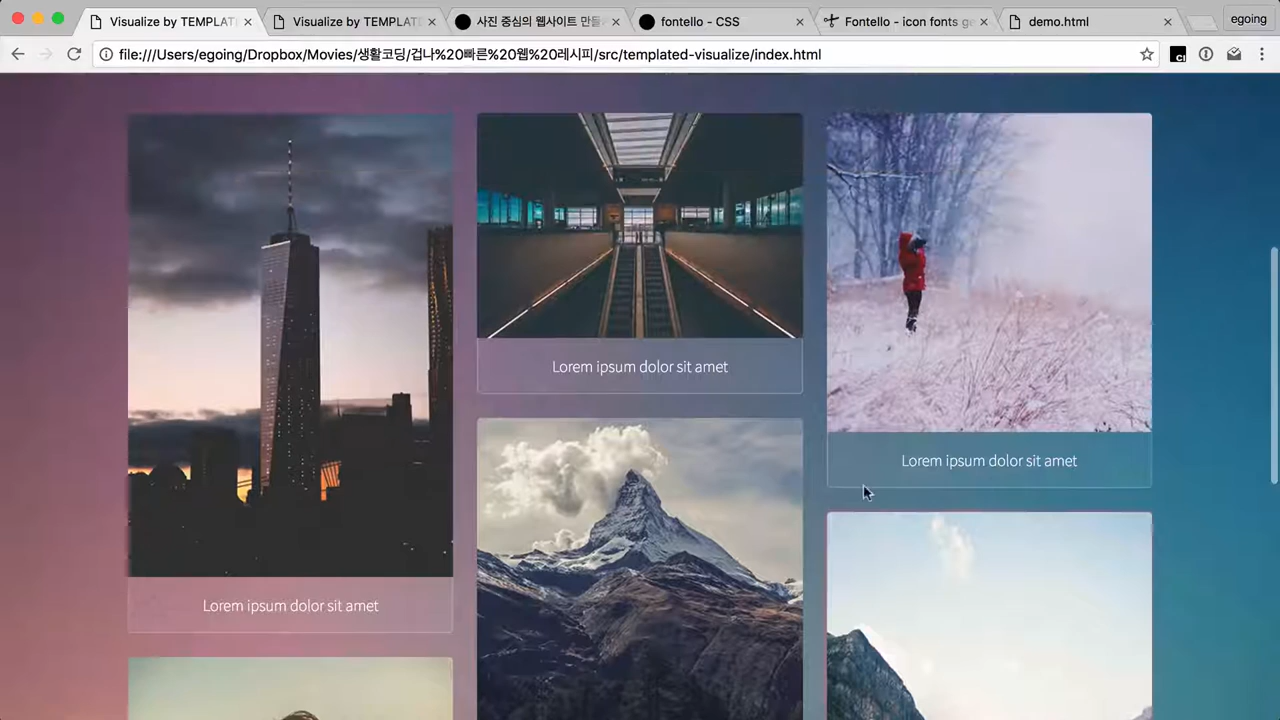 Visualize by TEMPLAT
Visualize by TEMPLAT
사진 중심의 웹사이트 만들
fontello - CSS
Fontello - icon fonts ge
demo.html
egoing
file:///Users/egoing/Dropbox/Movies/생활코딩/겁나%20빠른%20웹%20레시피/src/templated-visualize/index.html
Lorem ipsum dolor sit amet
Lorem ipsum dolor sit amet
Lorem ipsum dolor sit amet